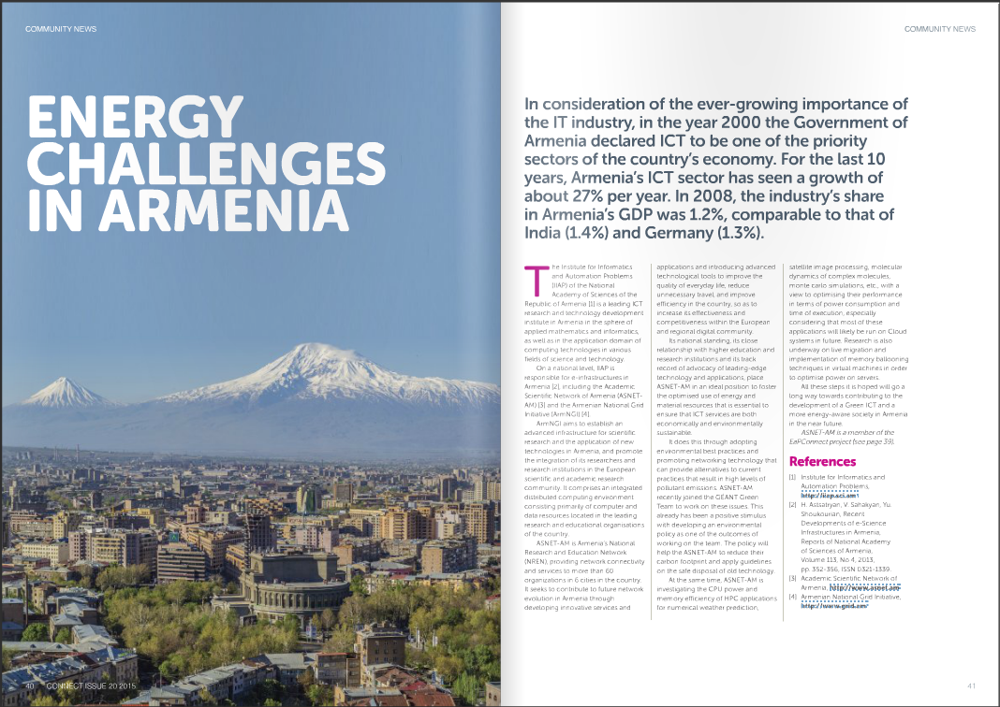 COMMUNITY NEWS
ENERGY
CHALLENGES
IN ARMENIA
40 CONNECT ISSUE 20 2015
COMMUNITY NEWS
In consideration of the ever-growing importance of
the IT industry, in the year 2000 the Government of
Armenia declared ICT to be one of the priority
sectors of the country's economy. For the last 10
years, Armenia's ICT sector has seen a growth of
about 27% per year. In 2008, the industry's share
in Armenia's GDP was 1.2%, comparable to that of
India (1.4%) and Germany (1.3%).
The Institute for Informatics
and Automation Problems
(IIAP) of the National
Academy of Sciences of the
Republic of Armenia [1] is a leading ICT
research and technology development
institute in Armenia in the sphere of
applied mathematics and informatics,
as well as in the application domain of
computing technologies in various
fields of science and technology.
On a national level, IIAP is
responsible for e-infrastructures in
Armenia [2], including the Academic
Scientific Network of Armenia (ASNET-
AM) [3] and the Armenian National Grid
Initiative (ArmNGI) [4].
ArmNGI aims to establish an
advanced infrastructure for scientific
research and the application of new
technologies in Armenia, and promote
the integration of its researchers and
research institutions in the European
scientific and academic research
community. It comprises an integrated
distributed computing environment
consisting primarily of computer and
data resources located in the leading
research and educational organisations
of the country.
ASNET-AM is Armenia's National
Research and Education Network
(NREN), providing network connectivity
and services to more than 60
organizations in 6 cities in the country.
It seeks to contribute to future network
evolution in Armenia through
developing innovative services and
applications and introducing advanced
technological tools to improve the
quality of everyday life, reduce
unnecessary travel, and improve
efficiency in the country, so as to
increase its effectiveness and
competitiveness within the European
and regional digital community.
Its national standing, its close
relationship with higher education and
research institutions and its track
record of advocacy of leading-edge
technology and applications, place
ASNET-AM in an ideal position to foster
the optimised use of energy and
material resources that is essential to
ensure that ICT services are both
economically and environmentally
sustainable.
It does this through adopting
environmental best practices and
promoting networking technology that
can provide alternatives to current
practices that result in high levels of
pollutant emissions. ASNET-AM
recently joined the GÉANT Green
Team to work on these issues. This
already has been a positive stimulus
with developing an environmental
policy as one of the outcomes of
working on the team. The policy will
help the ASNET-AM to reduce their
carbon footprint and apply guidelines
on the safe disposal of old technology.
At the same time, ASNET-AM is
investigating the CPU power and
memory efficiency of HPC applications
for numerical weather prediction,
satellite image processing, molecular
dynamics of complex molecules,
monte carlo simulations, etc., with a
view to optimising their performance
in terms of power consumption and
time of execution, especially
considering that most of these
applications will likely be run on Cloud
systems in future. Research is also
underway on live migration and
implementation of memory ballooning
techniques in virtual machines in order
to optimise power on servers.
All these steps it is hoped will go a
long way towards contributing to the
development of a Green ICT and a
more energy-aware society in Armenia
in the near future.
ASNET-AM is a member of the
EaPConnect project (see page 39).
References
[1] Institute for Informatics and
Automation Problems,
http://iiap.sci.am
[2] H. Astsatryan, V. Sahakyan, Yu.
Shoukourian, Recent
Developments of e-Science
Infrastructures in Armenia,
Reports of National Academy
of Sciences of Armenia,
Volume 113, No 4, 2013,
pp. 352-356, ISSN 0321-1339.
[3] Academic Scientific Network of
Armenia, http://www.asnet.am
[4] Armenian National Grid Initiative,
http://www.grid.am
41